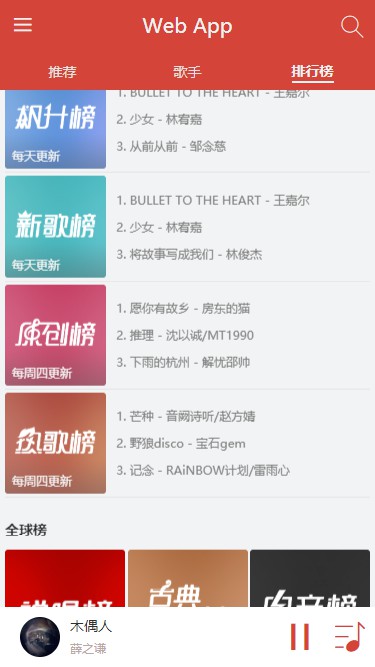 Web App
推荐
歌手
排行榜
飙升榜
每天更新
1. BULLET TO THE HEART - 王嘉尔
2. 少女 - 林宥嘉
3. 从前从前 - 邹念慈
新歌榜
每天更新
1. BULLET TO THE HEART - 王嘉尔
2. 少女 - 林宥嘉
3. 将故事写成我们 - 林俊杰
原创榜
每周四更新
1. 愿你有故乡 - 房东的猫
2. 推理 - 沈以诚/MT1990
3. 下雨的杭州 - 解忧邵帅
热歌榜
每周四更新
1. 芒种 - 音阙诗听/赵方婧
2. 野狼disco - 宝石gem
3. 记念 - RAiNBOW计划/雷雨心
全球榜
古典
木偶人
薛之谦